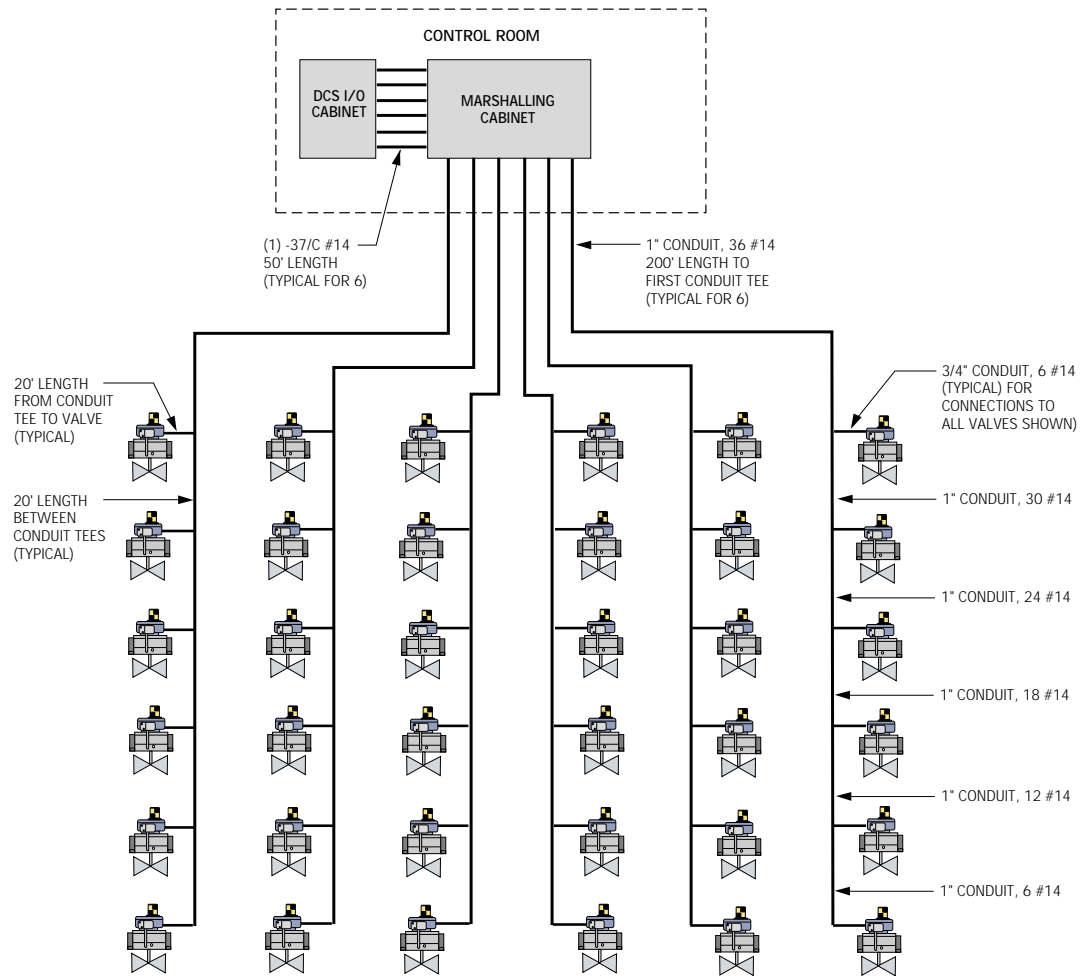 CONTROL ROOM
DCS I/O
CABINET
MARSHALLING
CABINET
(1) -37/C #14
50' LENGTH
(TYPICAL FOR 6)
1" CONDUIT, 36 #14
200' LENGTH TO
FIRST CONDUIT TEE
(TYPICAL FOR 6)
20' LENGTH
FROM CONDUIT
TEE TO VALVE
(TYPICAL)
3/4" CONDUIT, 6 #14
(TYPICAL) FOR
CONNECTIONS TO
ALL VALVES SHOWN)
20' LENGTH
BETWEEN
CONDUIT TEES
(TYPICAL)
1" CONDUIT, 30 #14
1" CONDUIT, 24 #14
1" CONDUIT, 18 #14
1" CONDUIT, 12 #14
1" CONDUIT, 6 #14